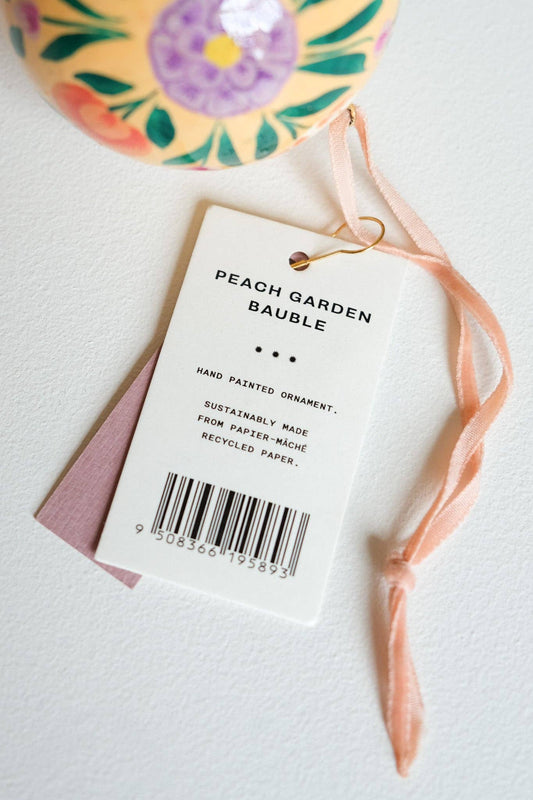 PEACH GARDEN
BAUBLE
• • •
HAND PAINTED ORNAMENT.
SUSTAINABLY MADE
FROM PAPIER-MÂCHÉ
RECYCLED PAPER.
9 508366 195893